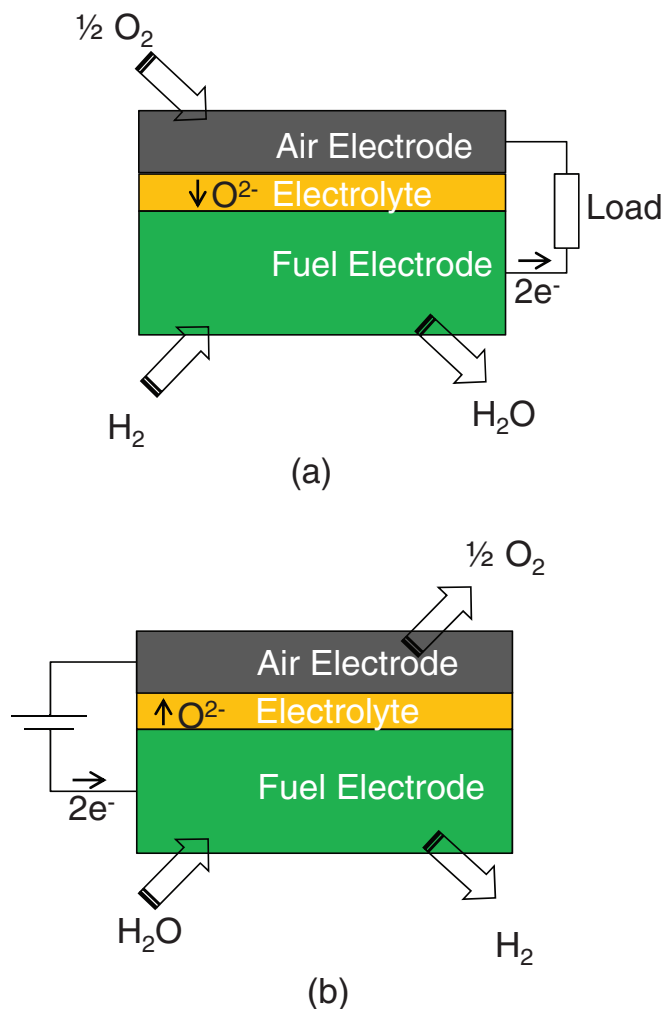 ½ O₂
Air Electrode
O²⁻ Electrolyte
Load
Fuel Electrode
2e⁻
H₂
H₂O
(a)
½ O₂
Air Electrode
O²⁻ Electrolyte
Fuel Electrode
2e⁻
H₂O
H₂
(b)